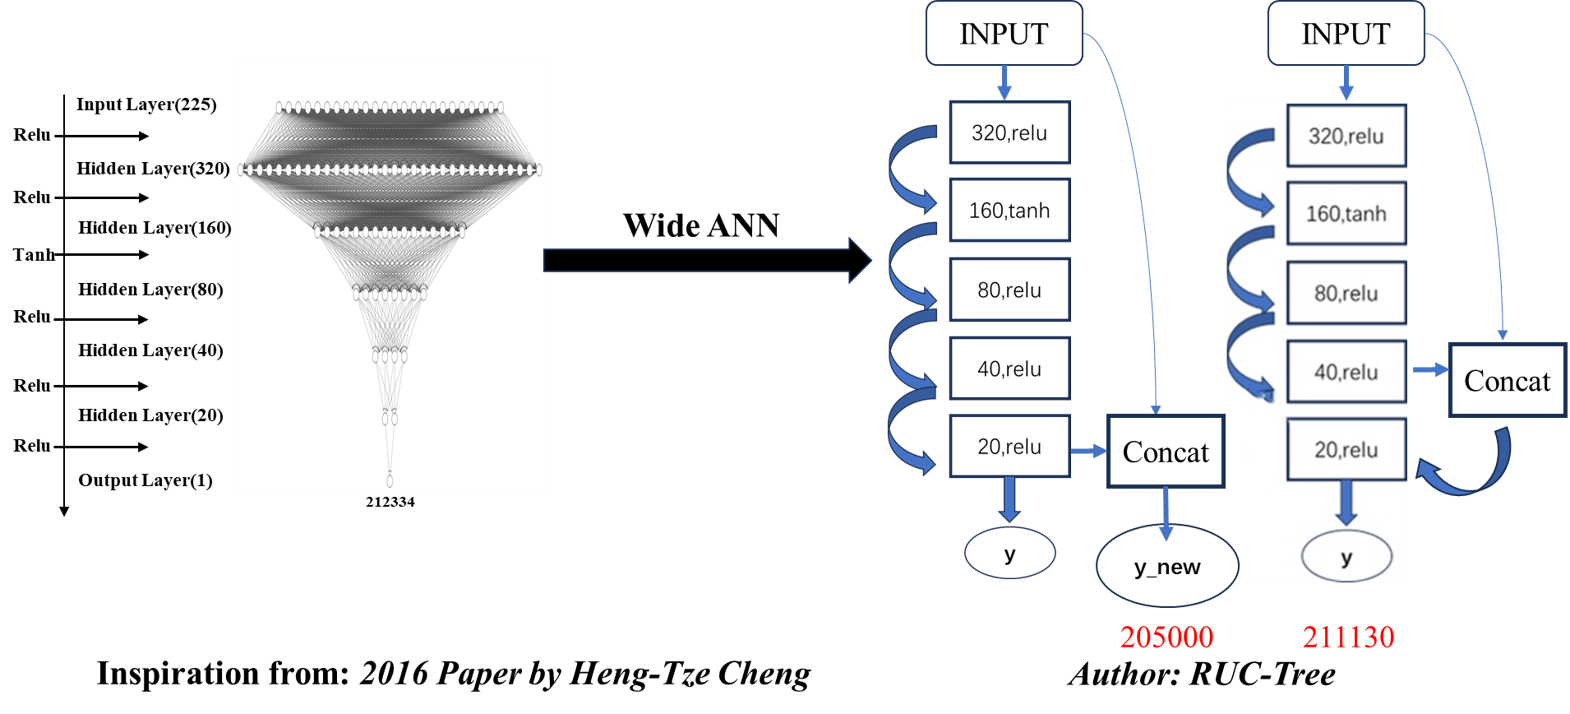 Input Layer(225)
Relu
Hidden Layer(320)
Relu
Hidden Layer(160)
Tanh
Hidden Layer(80)
Relu
Hidden Layer(40)
Relu
Hidden Layer(20)
Relu
Output Layer(1)
212334
Wide ANN
INPUT
320,relu
160,tanh
80,relu
40,relu
20,relu
Concat
y
y_new
205000
INPUT
320,relu
160,tanh
80,relu
40,relu
Concat
20,relu
y
211130
Inspiration from: 2016 Paper by Heng-Tze Cheng
Author: RUC-Tree